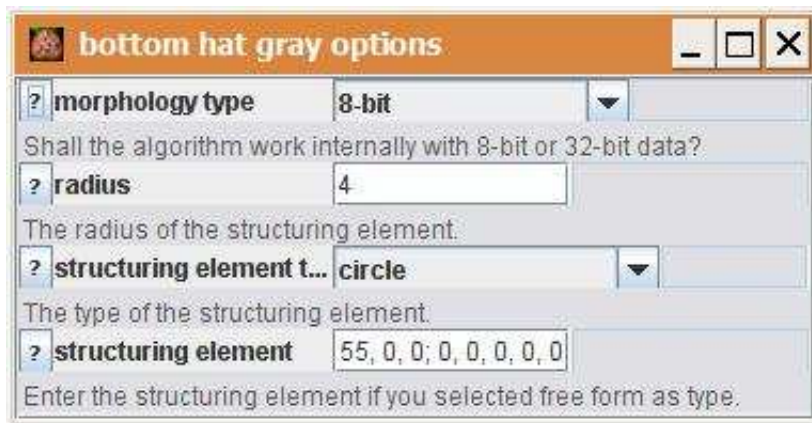 bottom hat gray options
? morphology type 8-bit
Shall the algorithm work internally with 8-bit or 32-bit data?
? radius 4
The radius of the structuring element.
? structuring element t... circle
The type of the structuring element.
? structuring element 55, 0, 0; 0, 0, 0, 0, 0
Enter the structuring element if you selected free form as type.